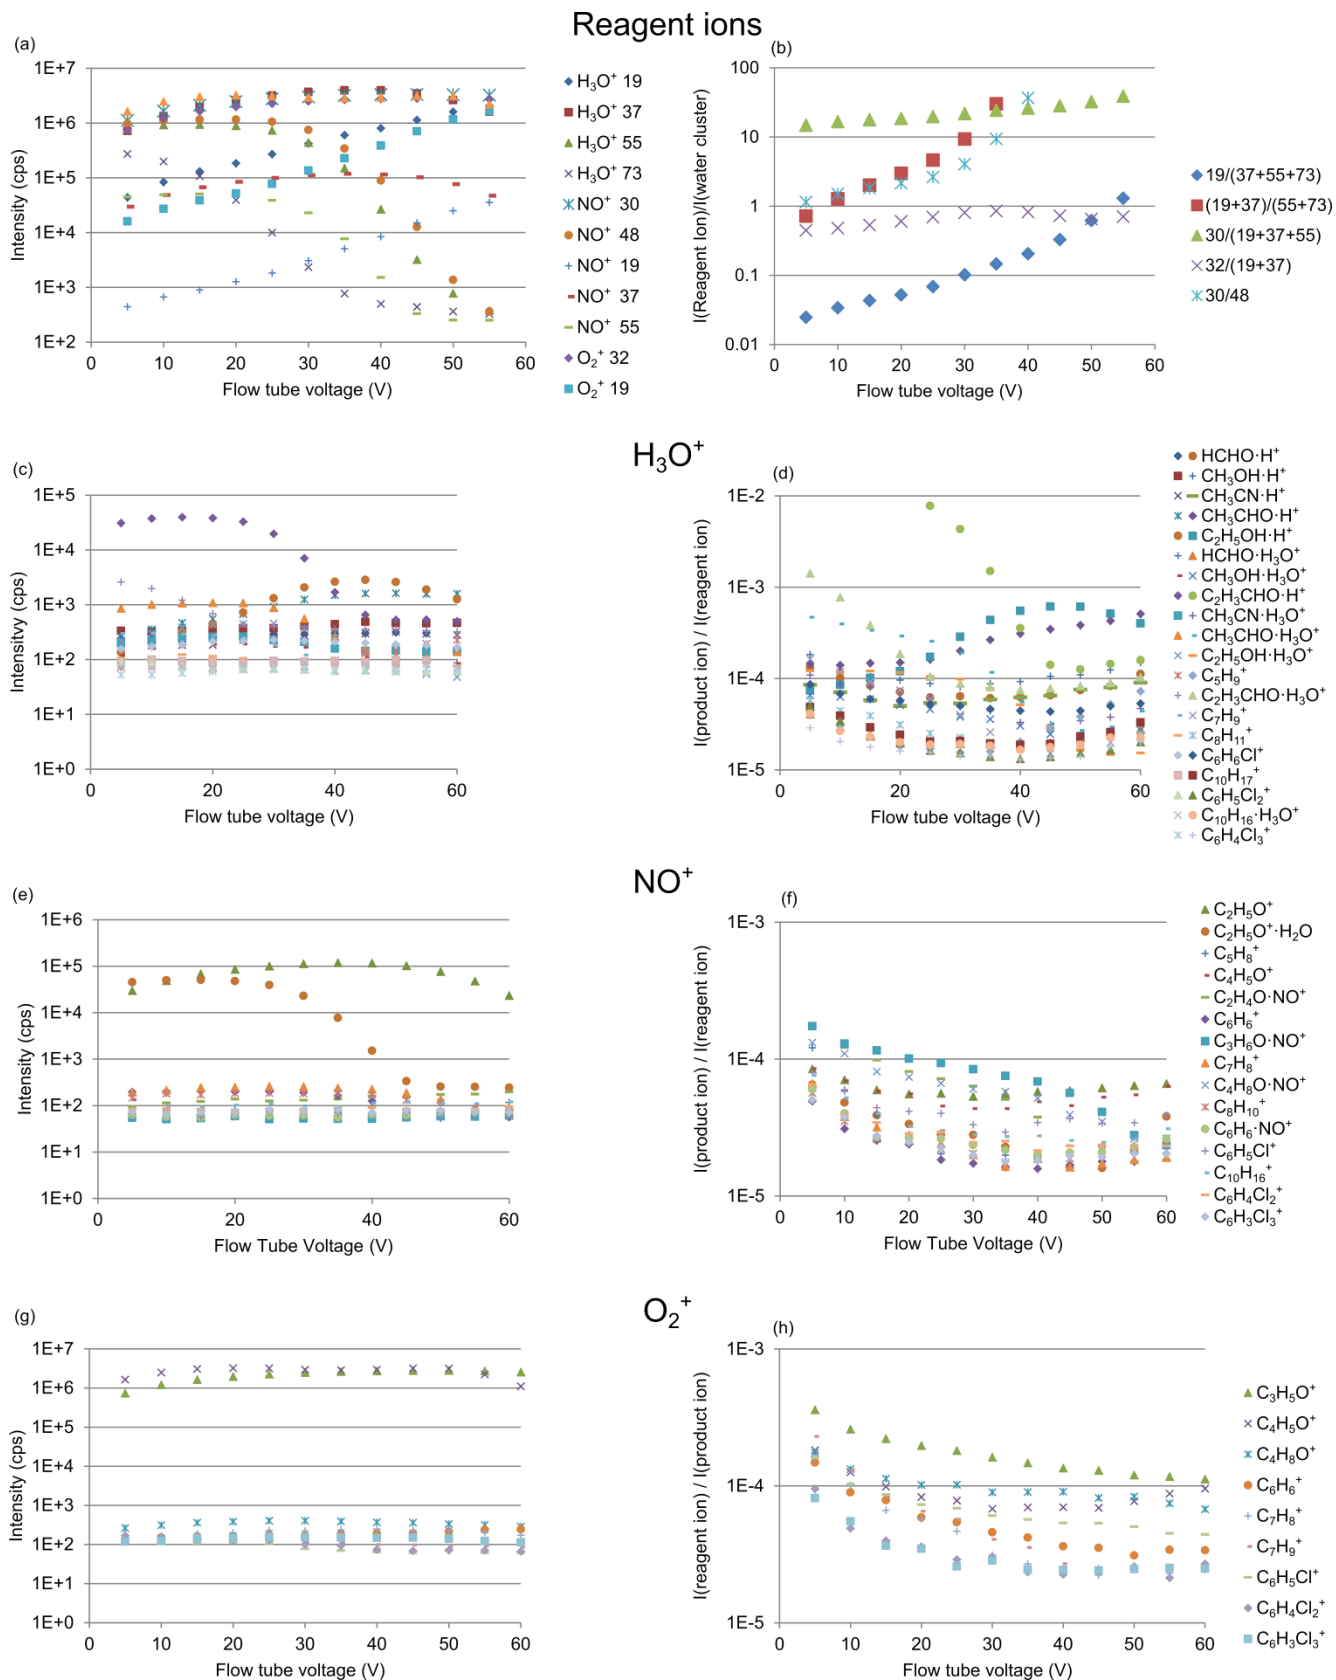 Reagent ions
(a)
1E+7
1E+6
1E+5
1E+4
1E+3
1E+2
Intensity (cps)
0 10 20 30 40 50 60
Flow tube voltage (V)
H₃O⁺ 19
H₃O⁺ 37
H₃O⁺ 55
H₃O⁺ 73
NO⁺ 30
NO⁺ 48
NO⁺ 19
NO⁺ 37
NO⁺ 55
O₂⁺ 32
O₂⁺ 19
(b)
100
10
1
0.1
0.01
I(Reagent Ion)/I(water cluster)
0 10 20 30 40 50 60
Flow tube voltage (V)
19/(37+55+73)
(19+37)/(55+73)
30/(19+37+55)
32/(19+37)
30/48
H₃O⁺
(c)
1E+5
1E+4
1E+3
1E+2
1E+1
1E+0
Intensitvy (cps)
0 20 40 60
Flow tube voltage (V)
(d)
1E-2
1E-3
1E-4
1E-5
I(product ion) / I(reagent ion)
0 20 40 60
Flow tube voltage (V)
HCHO·H⁺
CH₃OH·H⁺
CH₃CN·H⁺
CH₃CHO·H⁺
C₂H₅OH·H⁺
HCHO·H₃O⁺
CH₃OH·H₃O⁺
C₂H₃CHO·H⁺
CH₃CN·H₃O⁺
CH₃CHO·H₃O⁺
C₂H₅OH·H₃O⁺
C₅H₉⁺
C₂H₃CHO·H₃O⁺
C₇H₉⁺
C₈H₁₁⁺
C₆H₆Cl⁺
C₁₀H₁₇⁺
C₆H₅Cl₂⁺
C₁₀H₁₆·H₃O⁺
C₆H₄Cl₃⁺
NO⁺
(e)
1E+6
1E+5
1E+4
1E+3
1E+2
1E+1
1E+0
Intensity (cps)
0 20 40 60
Flow Tube Voltage (V)
(f)
1E-3
1E-4
1E-5
I(product ion) / I(reagent ion)
0 10 20 30 40 50 60
Flow Tube Voltage (V)
C₂H₅O⁺
C₂H₅O⁺·H₂O
C₅H₈⁺
C₄H₅O⁺
C₂H₄O·NO⁺
C₆H₆⁺
C₃H₆O·NO⁺
C₇H₈⁺
C₄H₈O·NO⁺
C₈H₁₀⁺
C₆H₆·NO⁺
C₆H₅Cl⁺
C₁₀H₁₆⁺
C₆H₄Cl₂⁺
C₆H₃Cl₃⁺
O₂⁺
(g)
1E+7
1E+6
1E+5
1E+4
1E+3
1E+2
1E+1
1E+0
Intensity (cps)
0 10 20 30 40 50 60
Flow tube voltage (V)
(h)
1E-3
1E-4
1E-5
I(reagent ion) / I(product ion)
0 10 20 30 40 50 60
Flow tube voltage (V)
C₃H₅O⁺
C₄H₅O⁺
C₄H₈O⁺
C₆H₆⁺
C₇H₈⁺
C₇H₉⁺
C₆H₅Cl⁺
C₆H₄Cl₂⁺
C₆H₃Cl₃⁺